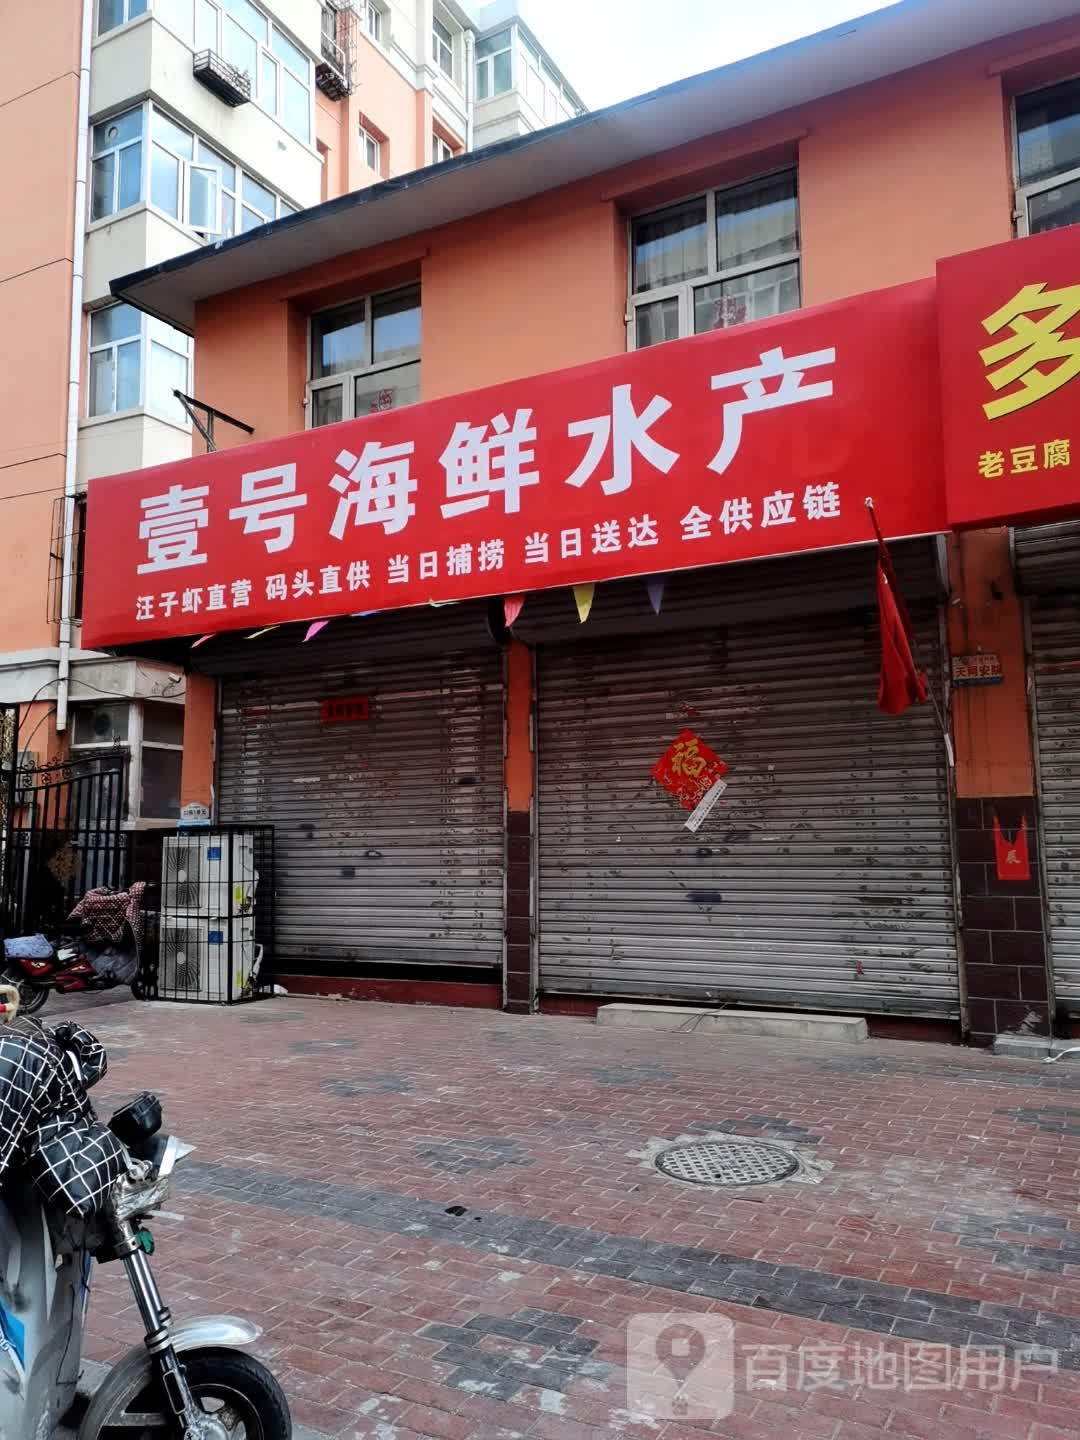 壹号海鲜水产
汪子虾直营 码头直供 当日捕捞 当日送达 全供应链
多
老豆腐
福
百度地图用户